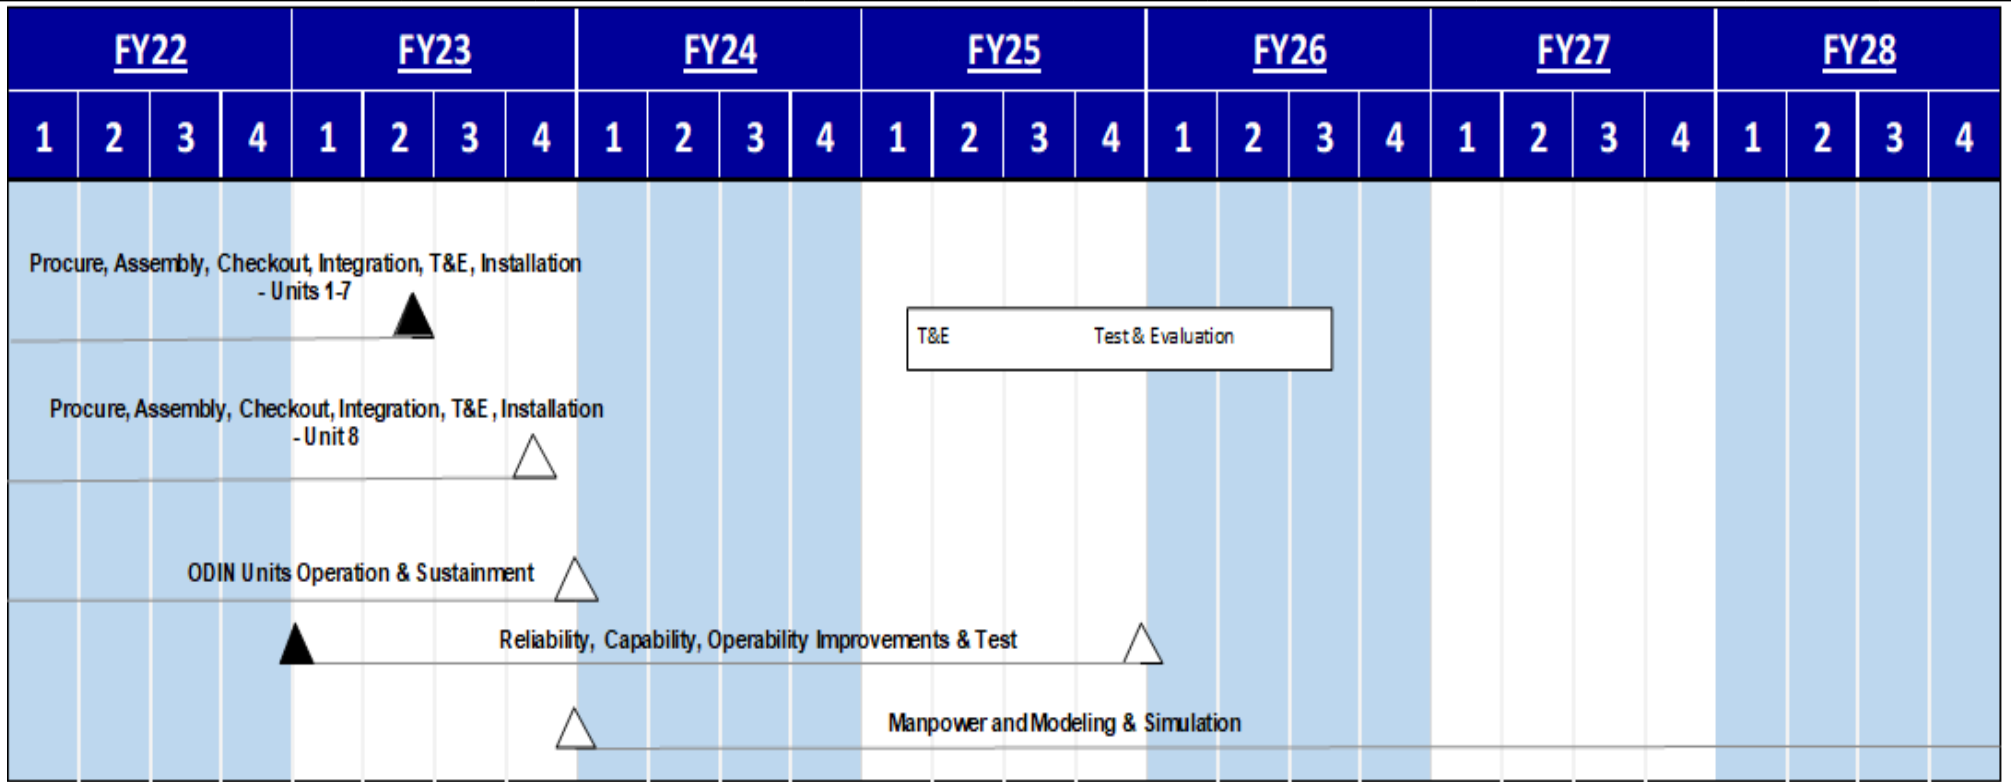 FY22 FY23 FY24 FY25 FY26 FY27 FY28
1 2 3 4 1 2 3 4 1 2 3 4 1 2 3 4 1 2 3 4 1 2 3 4 1 2 3 4
Procure, Assembly, Checkout, Integration, T&E, Installation
- Units 1-7
T&E Test & Evaluation
Procure, Assembly, Checkout, Integration, T&E, Installation
- Unit 8
ODIN Units Operation & Sustainment
Reliability, Capability, Operability Improvements & Test
Manpower and Modeling & Simulation